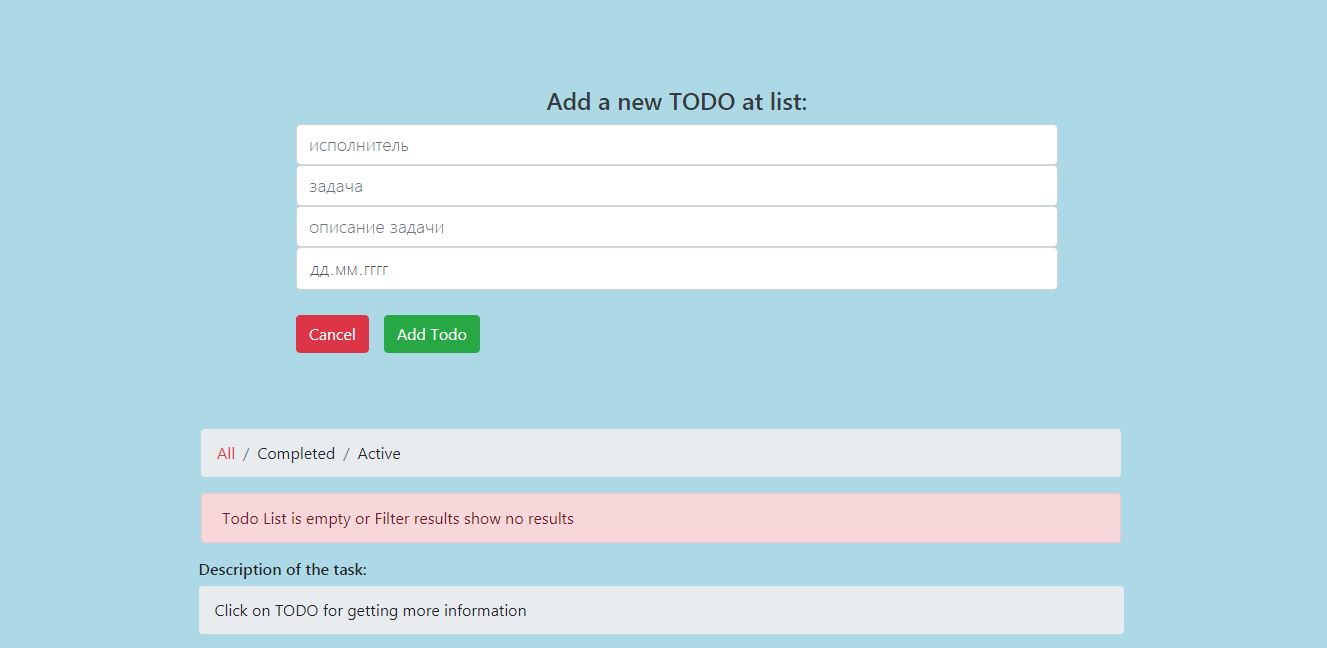 Add a new TODO at list:
исполнитель
задача
описание задачи
дд.мм.гггг
Cancel Add Todo
All / Completed / Active
Todo List is empty or Filter results show no results
Description of the task:
Click on TODO for getting more information